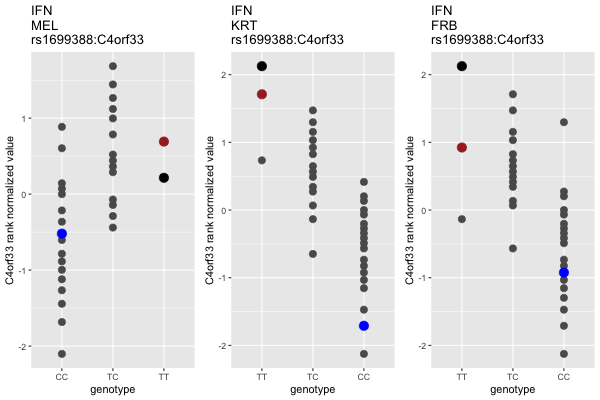 IFN
MEL
rs1699388:C4orf33
C4orf33 rank normalized value
1
0
-1
-2
CC
TC
TT
genotype
IFN
KRT
rs1699388:C4orf33
C4orf33 rank normalized value
2
1
0
-1
-2
TT
TC
CC
genotype
IFN
FRB
rs1699388:C4orf33
C4orf33 rank normalized value
2
1
0
-1
-2
TT
TC
CC
genotype